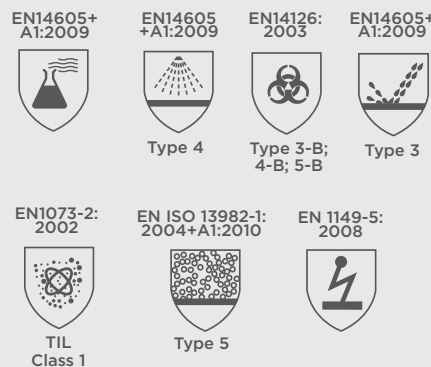 EN14605+
A1:2009
EN14605
+A1:2009
Type 4
EN14126:
2003
Type 3-B;
4-B; 5-B
EN14605+
A1:2009
Type 3
EN1073-2:
2002
TIL
Class 1
EN ISO 13982-1:
2004+A1:2010
Type 5
EN 1149-5:
2008